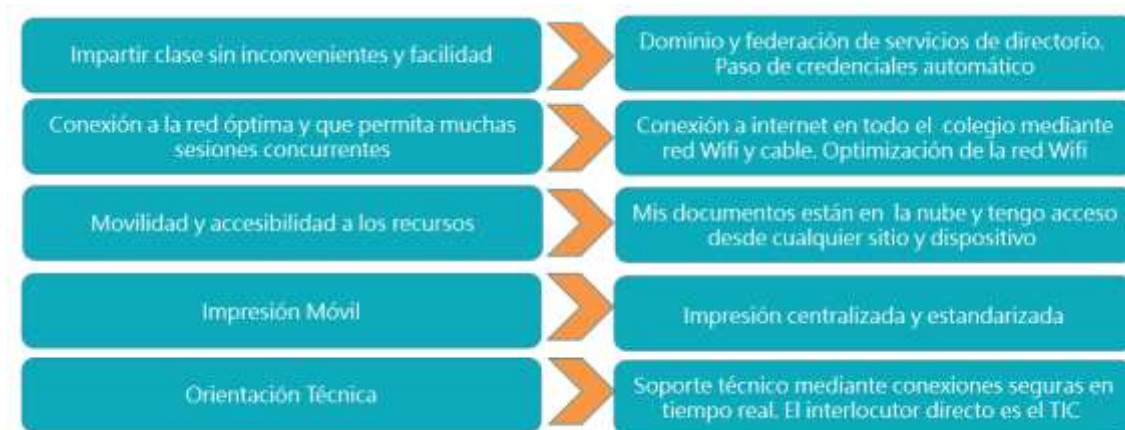 Impartir clase sin inconvenientes y facilidad
Dominio y federación de servicios de directorio.
Paso de credenciales automático
Conexión a la red óptima y que permita muchas
sesiones concurrentes
Conexión a internet en todo el colegio mediante
red Wifi y cable. Optimización de la red Wifi
Movilidad y accesibilidad a los recursos
Mis documentos están en la nube y tengo acceso
desde cualquier sitio y dispositivo
Impresión Móvil
Impresión centralizada y estandarizada
Orientación Técnica
Soporte técnico mediante conexiones seguras en
tiempo real. El interlocutor directo es el TIC